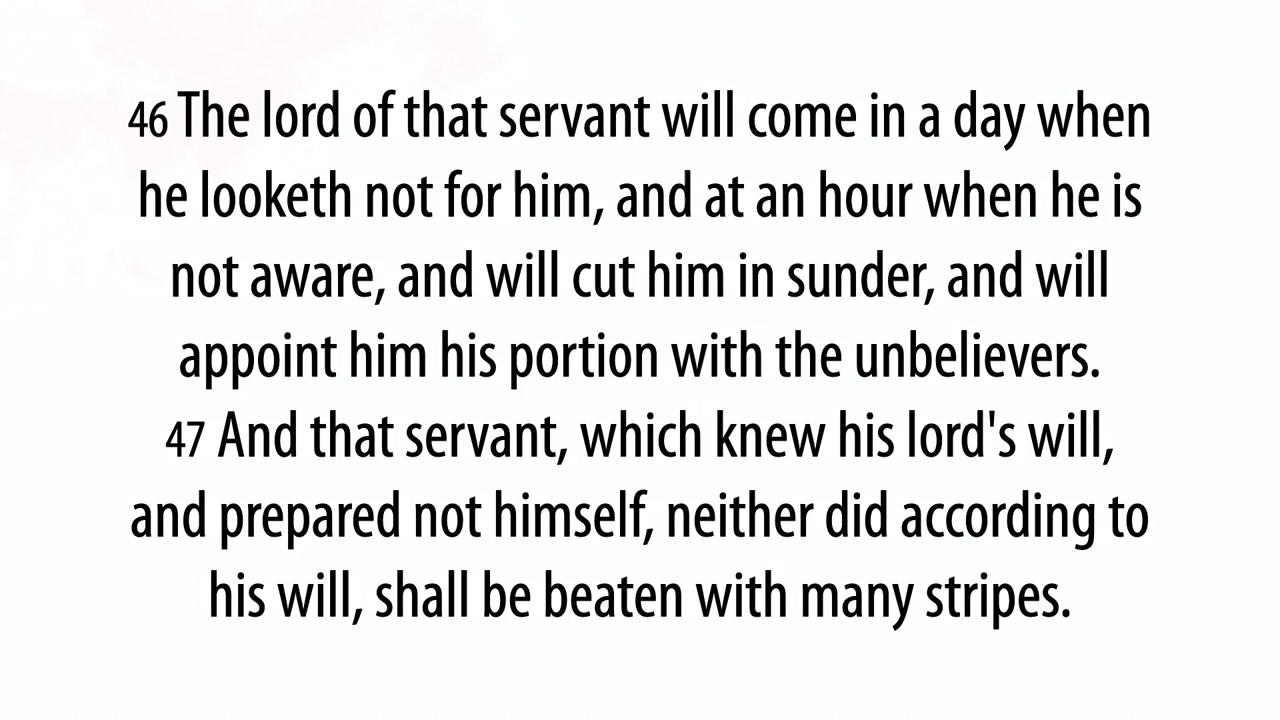 46 The lord of that servant will come in a day when
he looketh not for him, and at an hour when he is
not aware, and will cut him in sunder, and will
appoint him his portion with the unbelievers.
47 And that servant, which knew his lord's will,
and prepared not himself, neither did according to
his will, shall be beaten with many stripes.